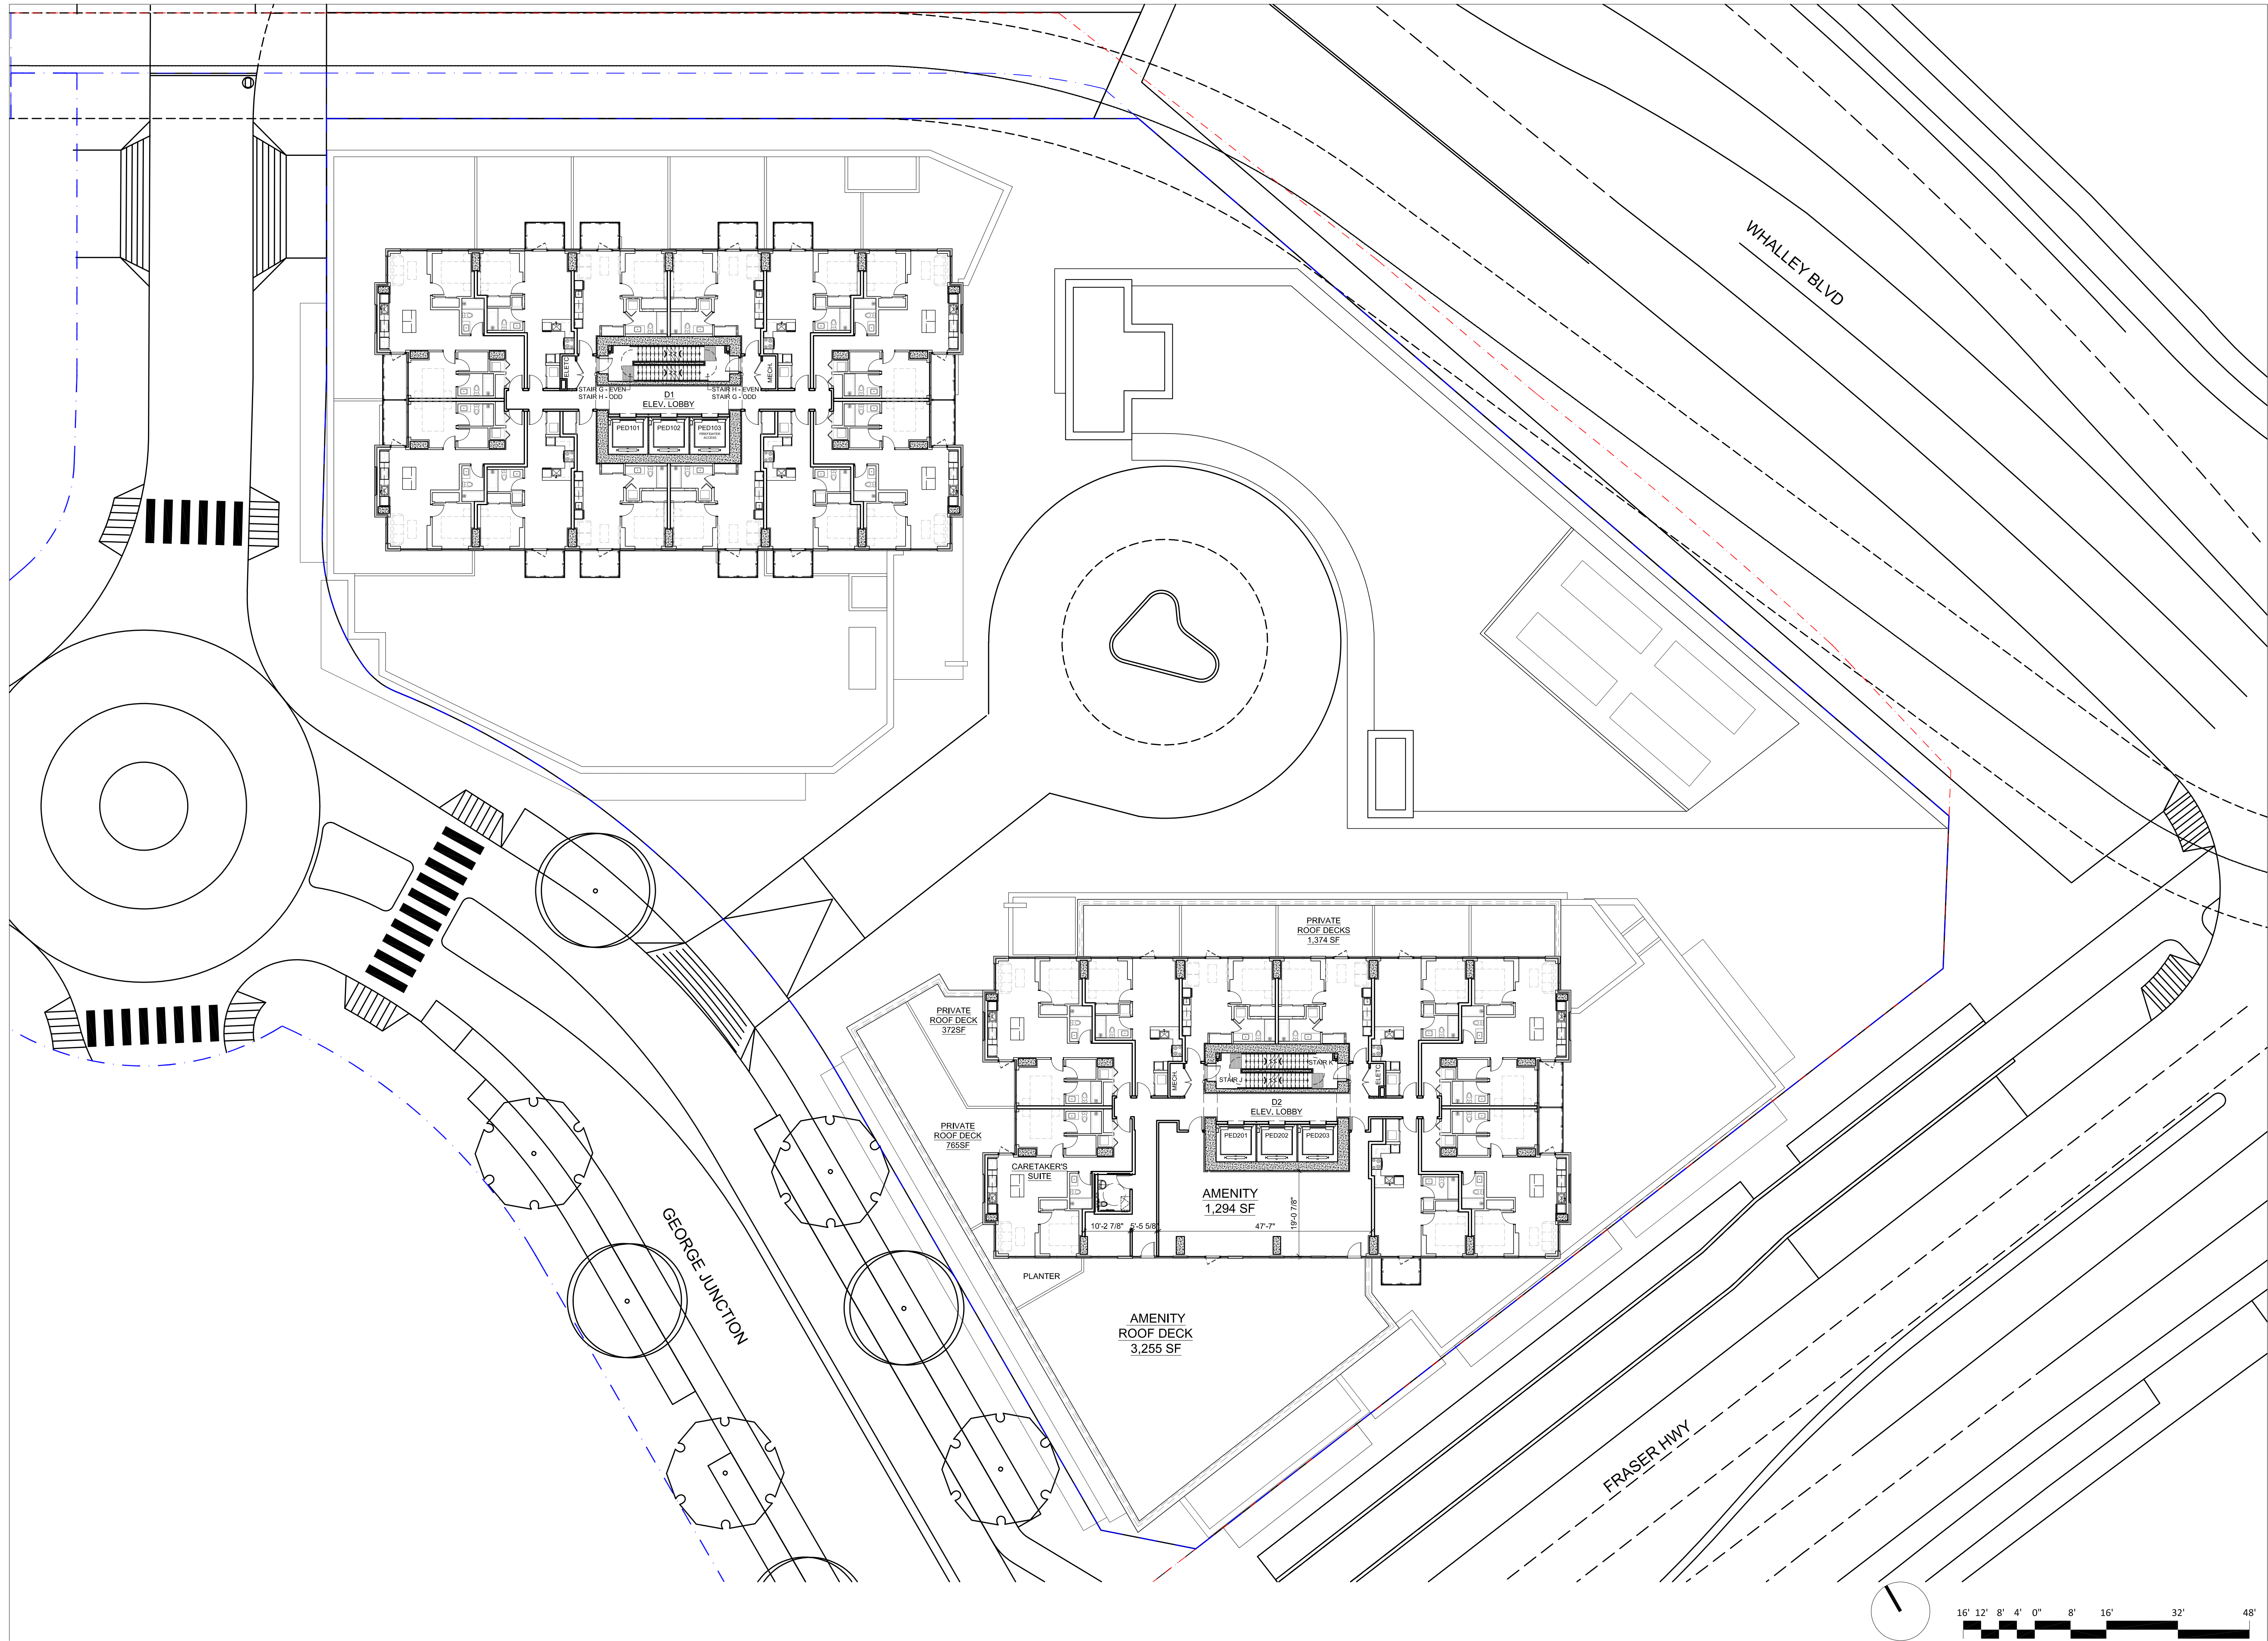 WHALLEY BLVD
ELETC.
MECH.
STAIR G - EVEN
STAIR H - ODD
STAIR H - EVEN
STAIR G - ODD
D1
ELEV. LOBBY
PED101
PED102
PED103
FIREFIGHTER
ACCESS
PRIVATE
ROOF DECKS
1,374 SF
PRIVATE
ROOF DECK
372SF
MECH.
STAIR J
STAIR K
ELETC.
D2
ELEV. LOBBY
PED201
PED202
PED203
PRIVATE
ROOF DECK
765SF
CARETAKER'S
SUITE
AMENITY
1,294 SF
19'-0 7/8"
10'-2 7/8"
5'-5 5/8"
47'-7"
PLANTER
AMENITY
ROOF DECK
3,255 SF
GEORGE JUNCTION
FRASER HWY
16' 12' 8' 4' 0" 8' 16' 32' 48'